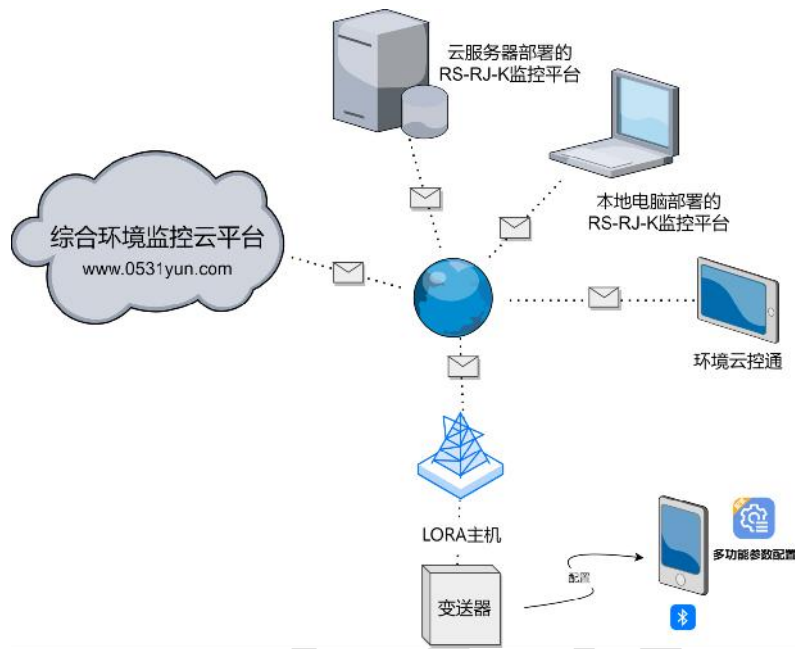 云服务器部署的
RS-RJ-K监控平台
综合环境监控云平台
www.0531yun.com
本地电脑部署的
RS-RJ-K监控平台
环境云控通
LORA主机
变送器
配置
多功能参数配置